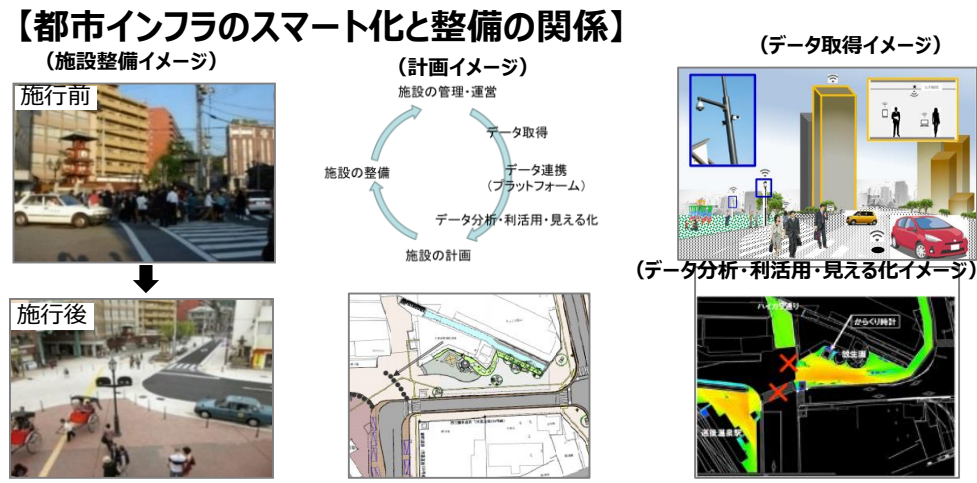 【都市インフラのスマート化と整備の関係】
（施設整備イメージ）
施行前
施行後
（計画イメージ）
施設の管理・運営
データ取得
データ連携
（プラットフォーム）
データ分析・利活用・見える化
施設の計画
施設の整備
（データ取得イメージ）
（データ分析・利活用・見える化イメージ）
ハイカラ通り
からくり時計
放生園
道後温泉駅